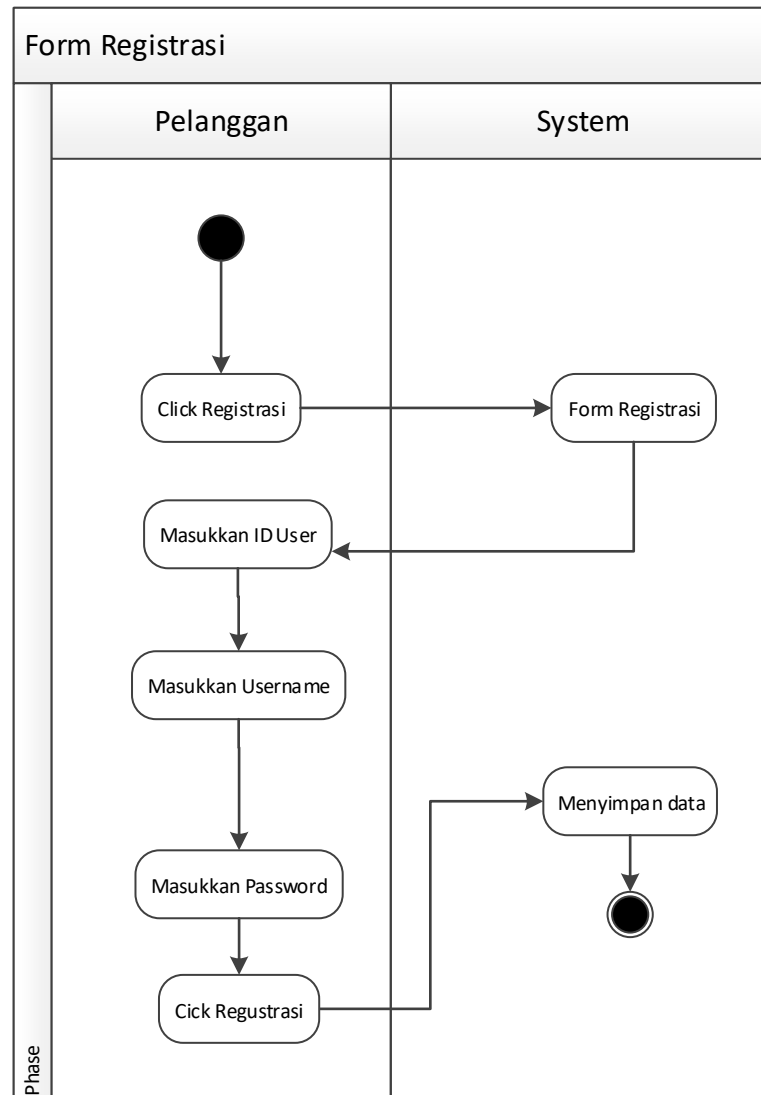 Form Registrasi
Pelanggan
System
Click Registrasi
Form Registrasi
Masukkan ID User
Masukkan Username
Menyimpan data
Masukkan Password
Cick Regustrasi
Phase